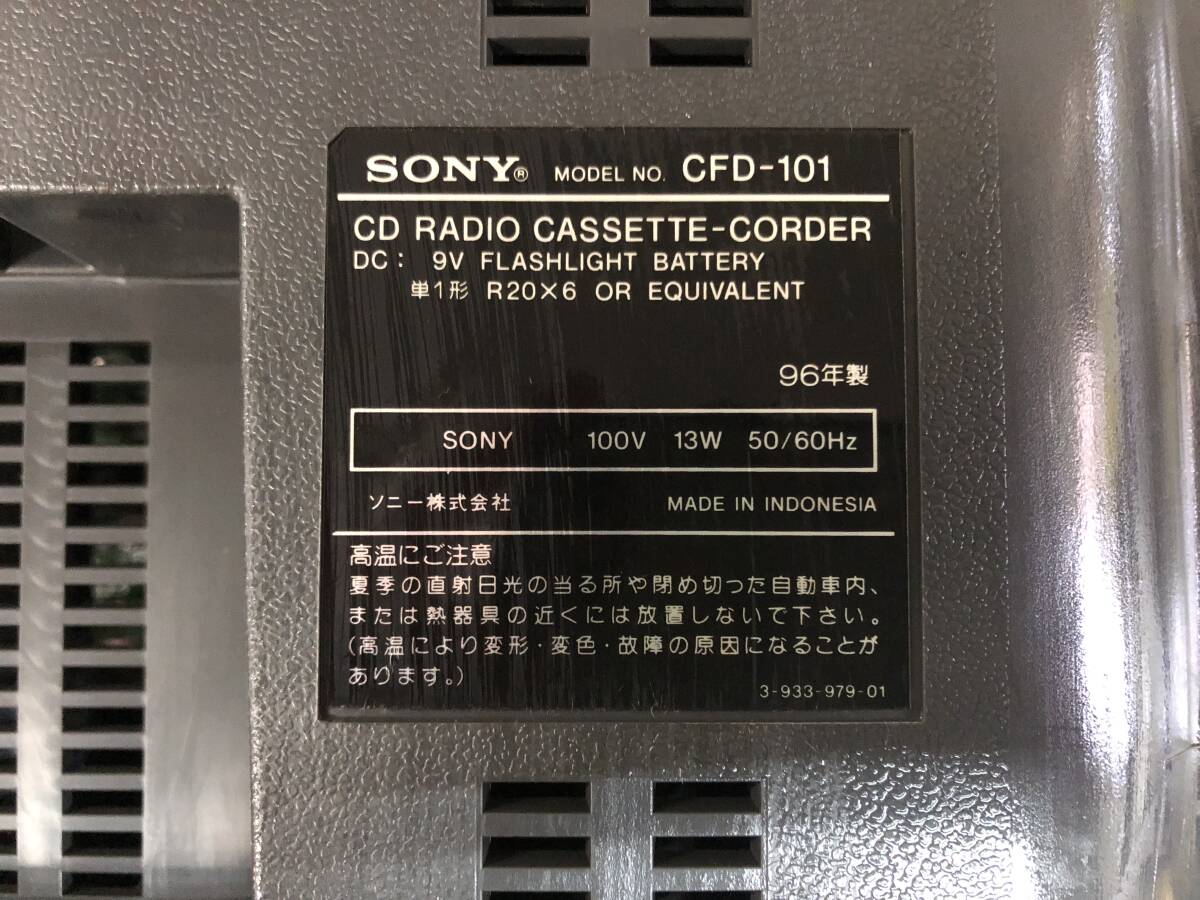 SONY® MODEL NO. CFD-101
CD RADIO CASSETTE-CORDER
DC: 9V FLASHLIGHT BATTERY
単1形 R20×6 OR EQUIVALENT
96年製
SONY 100V 13W 50/60Hz
ソニー株式会社 MADE IN INDONESIA
高温にご注意
夏季の直射日光の当る所や閉め切った自動車内、
または熱器具の近くには放置しないで下さい。
(高温により変形・変色・故障の原因になることが
あります。)
3-933-979-01